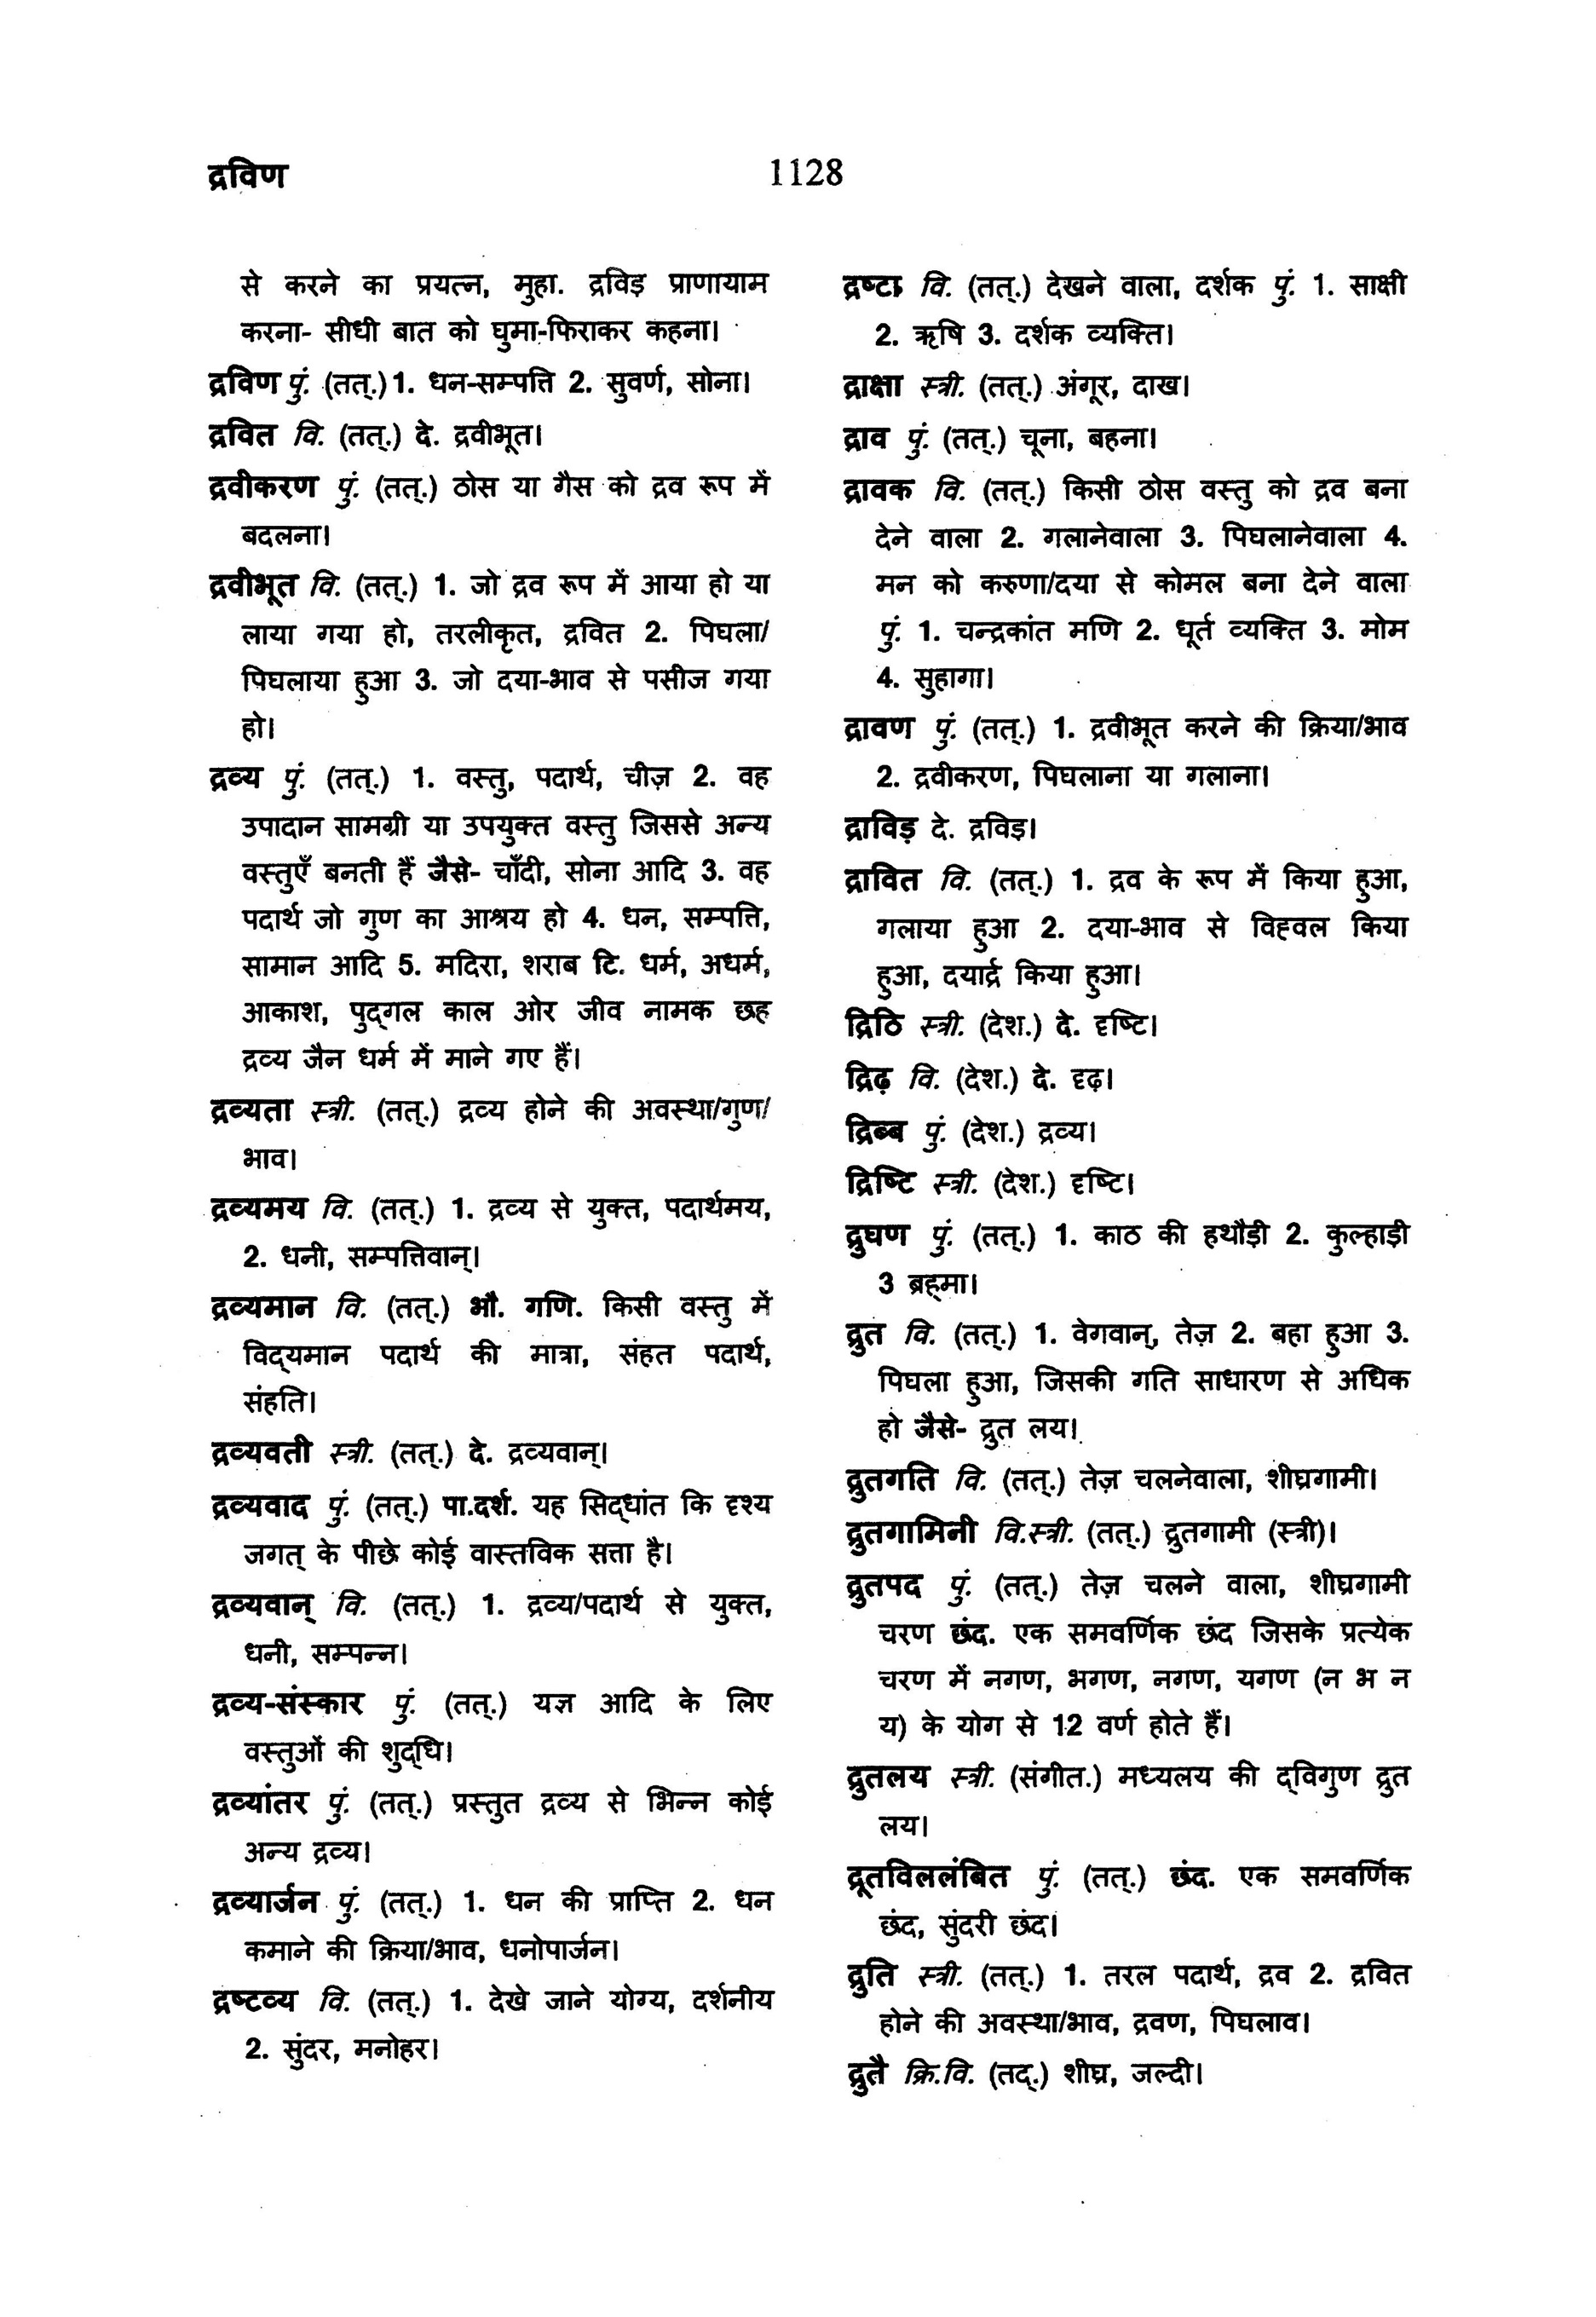 द्रविण
1128
से करने का प्रयत्न, मुहा. द्रविड़ प्राणायाम
करना- सीधी बात को घुमा-फिराकर कहना।
द्रविण पुं. (तत्.) 1. धन-सम्पत्ति 2. सुवर्ण, सोना।
द्रवित वि. (तत्.) दे. द्रवीभूत।
द्रवीकरण पुं. (तत्.) ठोस या गैस को द्रव रूप में
बदलना।
द्रवीभूत वि. (तत्.) 1. जो द्रव रूप में आया हो या
लाया गया हो, तरलीकृत, द्रवित 2. पिघला/
पिघलाया हुआ 3. जो दया-भाव से पसीज गया
हो।
द्रव्य पुं. (तत्.) 1. वस्तु, पदार्थ, चीज़ 2. वह
उपादान सामग्री या उपयुक्त वस्तु जिससे अन्य
वस्तुएँ बनती हैं जैसे- चाँदी, सोना आदि 3. वह
पदार्थ जो गुण का आश्रय हो 4. धन, सम्पत्ति,
सामान आदि 5. मदिरा, शराब टि. धर्म, अधर्म,
आकाश, पुद्गल काल ओर जीव नामक छह
द्रव्य जैन धर्म में माने गए हैं।
द्रव्यता स्त्री. (तत्.) द्रव्य होने की अवस्था/गुण/
भाव।
द्रव्यमय वि. (तत्.) 1. द्रव्य से युक्त, पदार्थमय,
2. धनी, सम्पत्तिवान्।
द्रव्यमान वि. (तत्.) भौ. गणि. किसी वस्तु में
विद्यमान पदार्थ की मात्रा, संहत पदार्थ,
संहति।
द्रव्यवती स्त्री. (तत्.) दे. द्रव्यवान्।
द्रव्यवाद पुं. (तत्.) पा.दर्श. यह सिद्धांत कि दृश्य
जगत् के पीछे कोई वास्तविक सत्ता है।
द्रव्यवान् वि. (तत्.) 1. द्रव्य/पदार्थ से युक्त,
धनी, सम्पन्न।
द्रव्य-संस्कार पुं. (तत्.) यज्ञ आदि के लिए
वस्तुओं की शुद्धि।
द्रव्यांतर पुं. (तत्.) प्रस्तुत द्रव्य से भिन्न कोई
अन्य द्रव्य।
द्रव्यार्जन पुं. (तत्.) 1. धन की प्राप्ति 2. धन
कमाने की क्रिया/भाव, धनोपार्जन।
द्रष्टव्य वि. (तत्.) 1. देखे जाने योग्य, दर्शनीय
2. सुंदर, मनोहर।
द्रष्टा वि. (तत्.) देखने वाला, दर्शक पुं. 1. साक्षी
2. ऋषि 3. दर्शक व्यक्ति।
द्राक्षा स्त्री. (तत्.) अंगूर, दाख।
द्राव पुं. (तत्.) चूना, बहना।
द्रावक वि. (तत्.) किसी ठोस वस्तु को द्रव बना
देने वाला 2. गलानेवाला 3. पिघलानेवाला 4.
मन को करुणा/दया से कोमल बना देने वाला
पुं. 1. चन्द्रकांत मणि 2. धूर्त व्यक्ति 3. मोम
4. सुहागा।
द्रावण पुं. (तत्.) 1. द्रवीभूत करने की क्रिया/भाव
2. द्रवीकरण, पिघलाना या गलाना।
द्राविड़ दे. द्रविड़।
द्रावित वि. (तत्.) 1. द्रव के रूप में किया हुआ,
गलाया हुआ 2. दया-भाव से विह्वल किया
हुआ, दयार्द्र किया हुआ।
द्रिठि स्त्री. (देश.) दे. दृष्टि।
द्रिढ़ वि. (देश.) दे. दृढ़।
द्रिब्ब पुं. (देश.) द्रव्य।
द्रिष्टि स्त्री. (देश.) दृष्टि।
द्रुघण पुं. (तत्.) 1. काठ की हथौड़ी 2. कुल्हाड़ी
3 ब्रह्मा।
द्रुत वि. (तत्.) 1. वेगवान्, तेज़ 2. बहा हुआ 3.
पिघला हुआ, जिसकी गति साधारण से अधिक
हो जैसे- द्रुत लय।
द्रुतगति वि. (तत्.) तेज़ चलनेवाला, शीघ्रगामी।
द्रुतगामिनी वि.स्त्री. (तत्.) द्रुतगामी (स्त्री)।
द्रुतपद पुं. (तत्.) तेज़ चलने वाला, शीघ्रगामी
चरण छंद. एक समवर्णिक छंद जिसके प्रत्येक
चरण में नगण, भगण, नगण, यगण (न भ न
य) के योग से 12 वर्ण होते हैं।
द्रुतलय स्त्री. (संगीत.) मध्यलय की द्विगुण द्रुत
लय।
द्रूतविललंबित पुं. (तत्.) छंद. एक समवर्णिक
छंद, सुंदरी छंद।
द्रुति स्त्री. (तत्.) 1. तरल पदार्थ, द्रव 2. द्रवित
होने की अवस्था/भाव, द्रवण, पिघलाव।
द्रुतै क्रि.वि. (तद्.) शीघ्र, जल्दी।